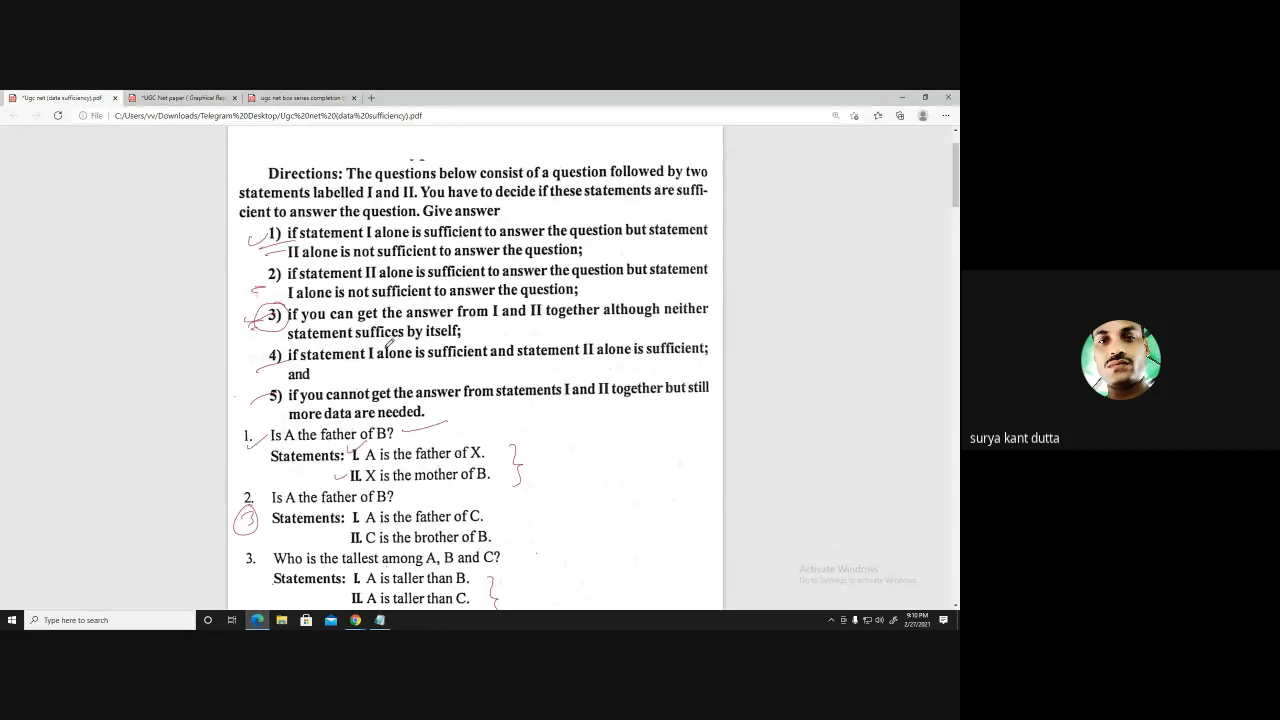 *Ugc net (data sufficiency).pdf
*UGC Net paper ( Graphical Re
ugc net box series completion (
File
C:/Users/vv/Downloads/Telegram%20Desktop/Ugc%20net%20(data%20sufficiency).pdf
Directions: The questions below consist of a question followed by two
statements labelled I and II. You have to decide if these statements are suffi-
cient to answer the question. Give answer
1) if statement I alone is sufficient to answer the question but statement
II alone is not sufficient to answer the question;
2) if statement II alone is sufficient to answer the question but statement
I alone is not sufficient to answer the question;
3) if you can get the answer from I and II together although neither
statement suffices by itself;
4) if statement I alone is sufficient and statement II alone is sufficient;
and
5) if you cannot get the answer from statements I and II together but still
more data are needed.
1. Is A the father of B?
Statements: I. A is the father of X.
II. X is the mother of B.
2. Is A the father of B?
3
Statements: I. A is the father of C.
II. C is the brother of B.
3. Who is the tallest among A, B and C?
Statements: I. A is taller than B.
II. A is taller than C.
Activate Windows
Go to Settings to activate Windows.
surya kant dutta
Type here to search
9:10 PM
2/27/2021